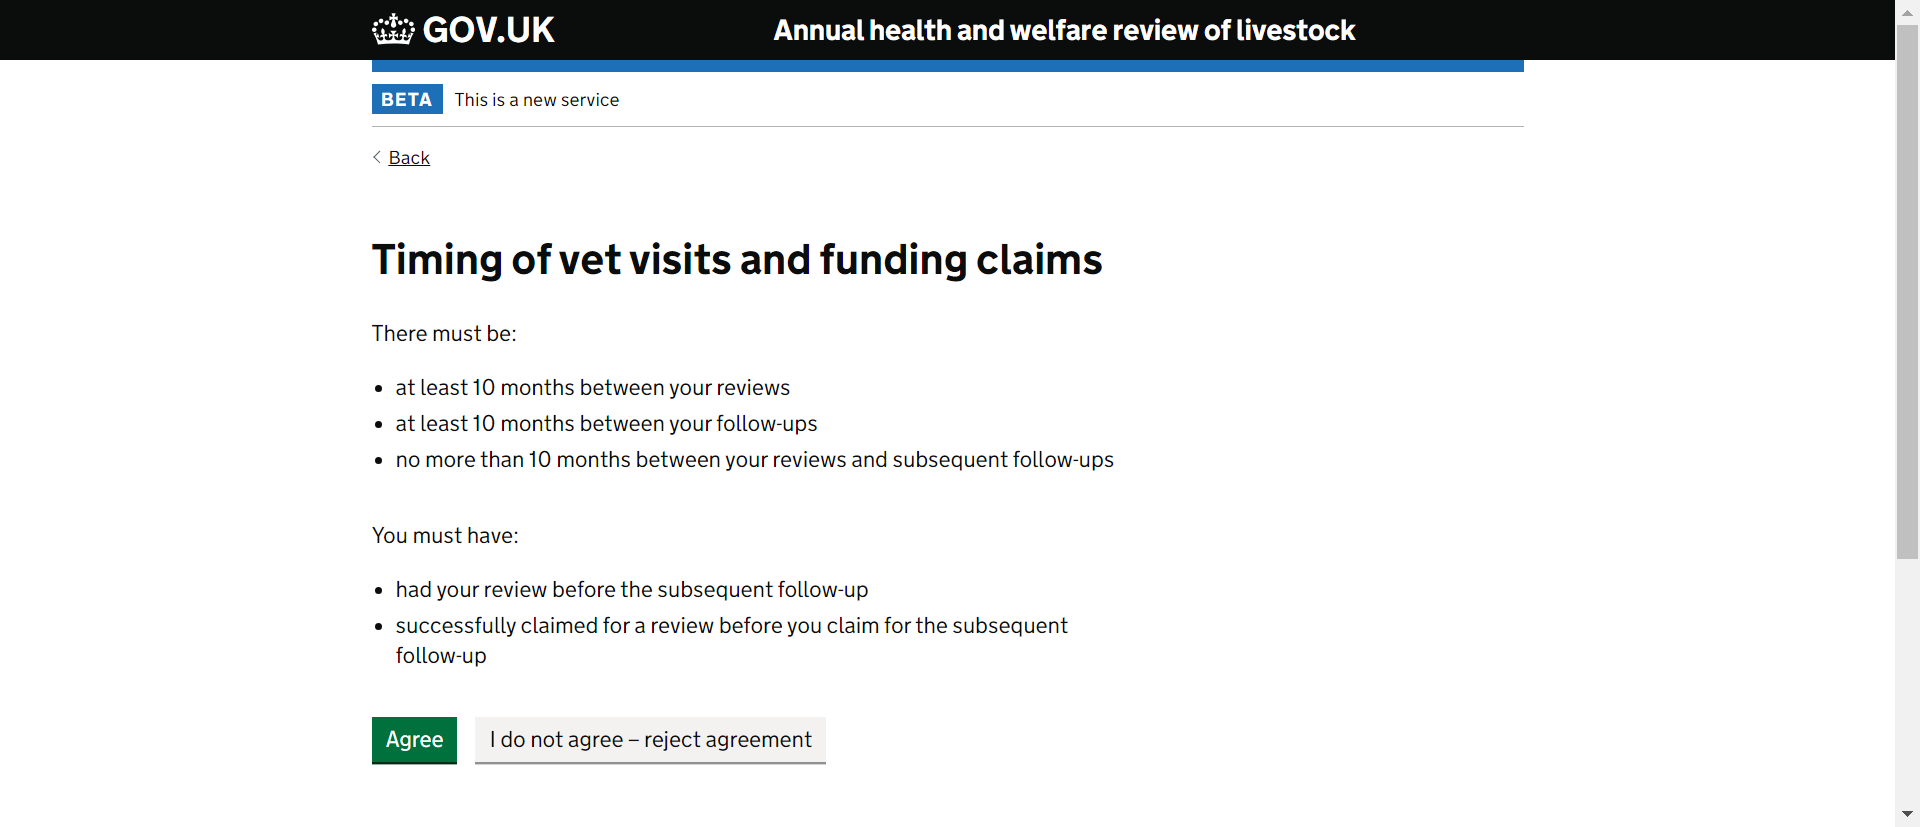 GOV.UK Annual health and welfare review of livestock
BETA This is a new service
Back
Timing of vet visits and funding claims
There must be:
• at least 10 months between your reviews
• at least 10 months between your follow-ups
• no more than 10 months between your reviews and subsequent follow-ups
You must have:
• had your review before the subsequent follow-up
• successfully claimed for a review before you claim for the subsequent
follow-up
Agree I do not agree – reject agreement